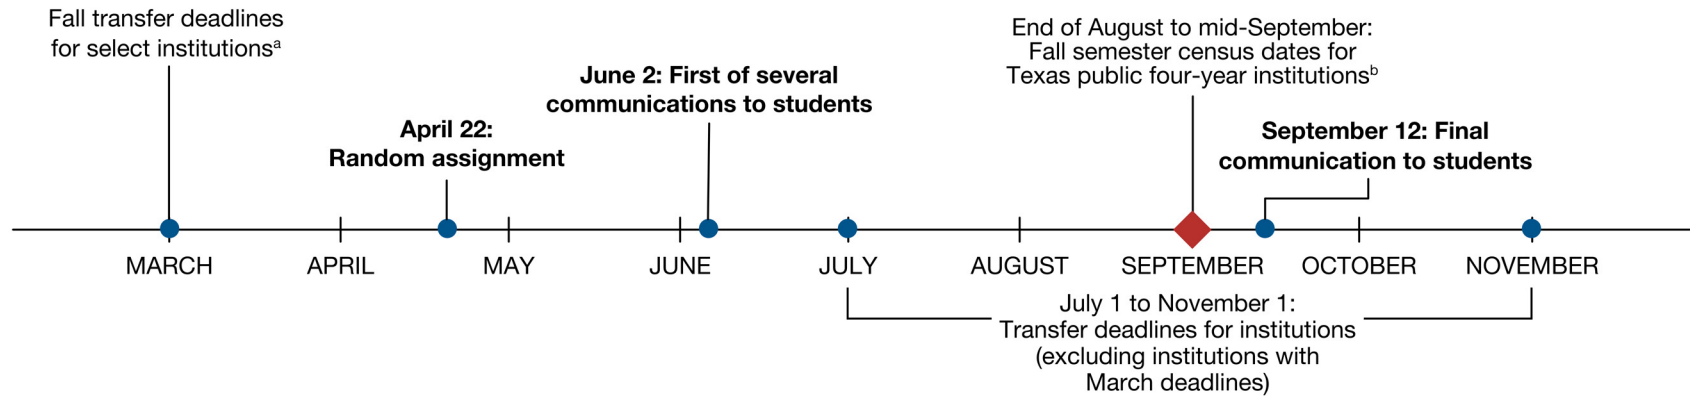 Fall transfer deadlines
for select institutionsᵃ
April 22:
Random assignment
June 2: First of several
communications to students
End of August to mid-September:
Fall semester census dates for
Texas public four-year institutionsᵇ
September 12: Final
communication to students
MARCH
APRIL
MAY
JUNE
JULY
AUGUST
SEPTEMBER
OCTOBER
NOVEMBER
July 1 to November 1:
Transfer deadlines for institutions
(excluding institutions with
March deadlines)